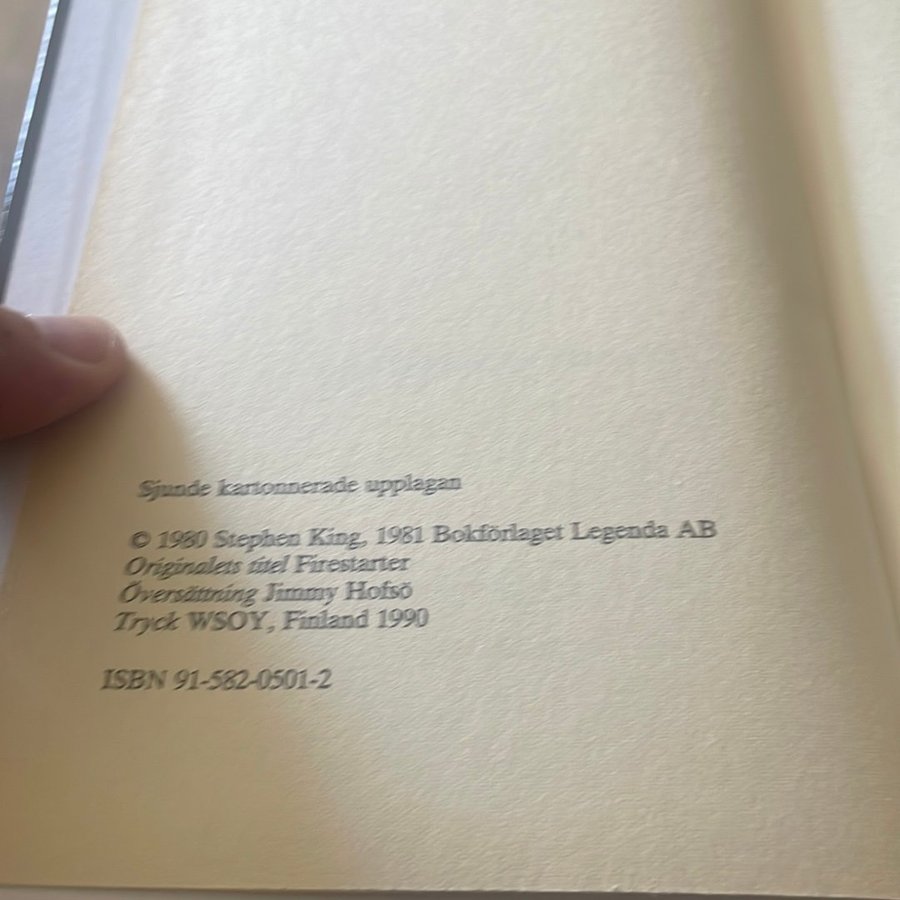 Sjunde kartonnerade upplagan
© 1980 Stephen King, 1981 Bokförlaget Legenda AB
Originalets titel Firestarter
Översättning Jimmy Hofsö
Tryck WSOY, Finland 1990
ISBN 91-582-0501-2